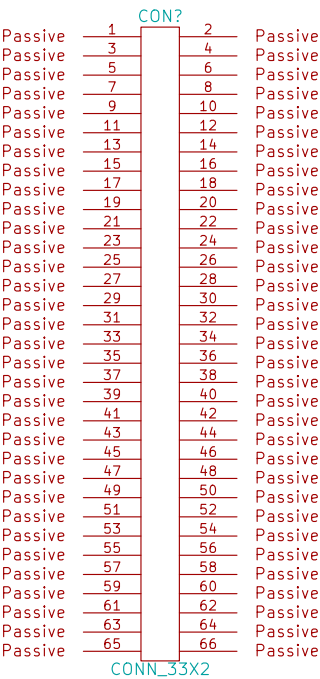 CON?
Passive 1 2 Passive
Passive 3 4 Passive
Passive 5 6 Passive
Passive 7 8 Passive
Passive 9 10 Passive
Passive 11 12 Passive
Passive 13 14 Passive
Passive 15 16 Passive
Passive 17 18 Passive
Passive 19 20 Passive
Passive 21 22 Passive
Passive 23 24 Passive
Passive 25 26 Passive
Passive 27 28 Passive
Passive 29 30 Passive
Passive 31 32 Passive
Passive 33 34 Passive
Passive 35 36 Passive
Passive 37 38 Passive
Passive 39 40 Passive
Passive 41 42 Passive
Passive 43 44 Passive
Passive 45 46 Passive
Passive 47 48 Passive
Passive 49 50 Passive
Passive 51 52 Passive
Passive 53 54 Passive
Passive 55 56 Passive
Passive 57 58 Passive
Passive 59 60 Passive
Passive 61 62 Passive
Passive 63 64 Passive
Passive 65 66 Passive
CONN_33X2